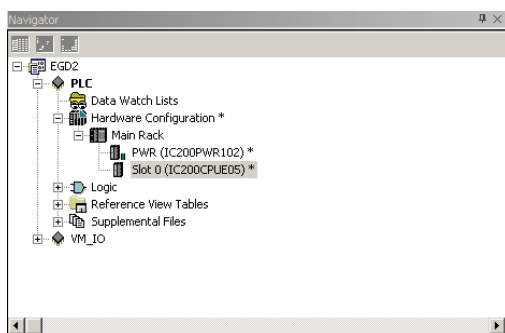 Navigator
EGD2
PLC
Data Watch Lists
Hardware Configuration *
Main Rack
PWR (IC200PWR102) *
Slot 0 (IC200CPUE05) *
Logic
Reference View Tables
Supplemental Files
VM_IO